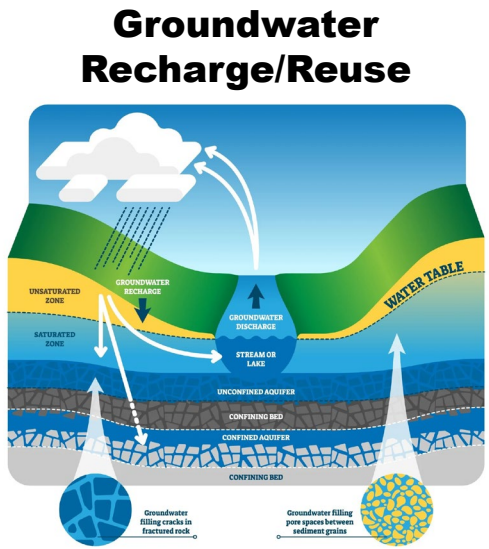 Groundwater
Recharge/Reuse
GROUNDWATER
RECHARGE
UNSATURATED
ZONE
WATER TABLE
GROUNDWATER
DISCHARGE
SATURATED
ZONE
STREAM OR
LAKE
UNCONFINED AQUIFER
CONFINING BED
CONFINED AQUIFER
CONFINING BED
Groundwater
filling cracks in
fractured rock
Groundwater filling
pore spaces between
sediment grains